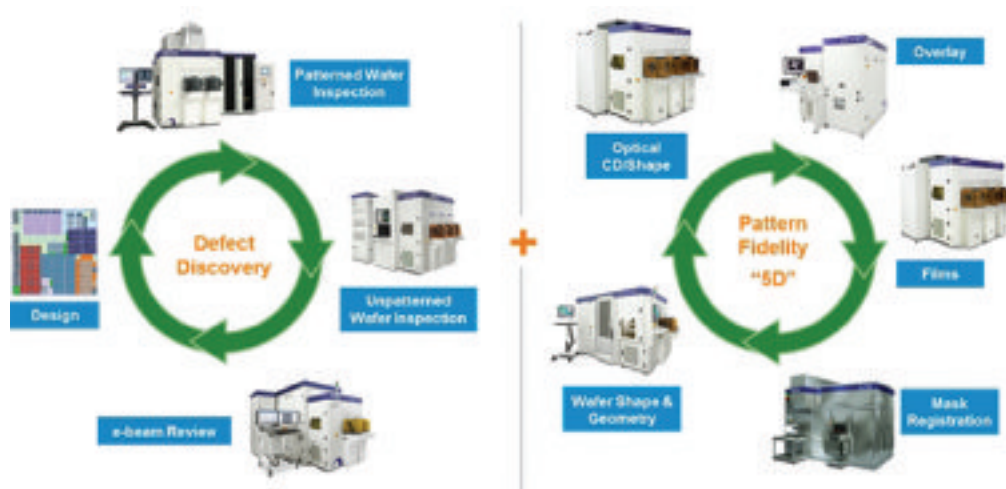 Patterned Wafer
Inspection
Defect
Discovery
Design
Unpatterned
Wafer Inspection
e-beam Review
+
Optical
CD/Shape
Overlay
Pattern
Fidelity
"5D"
Films
Wafer Shape &
Geometry
Mask
Registration